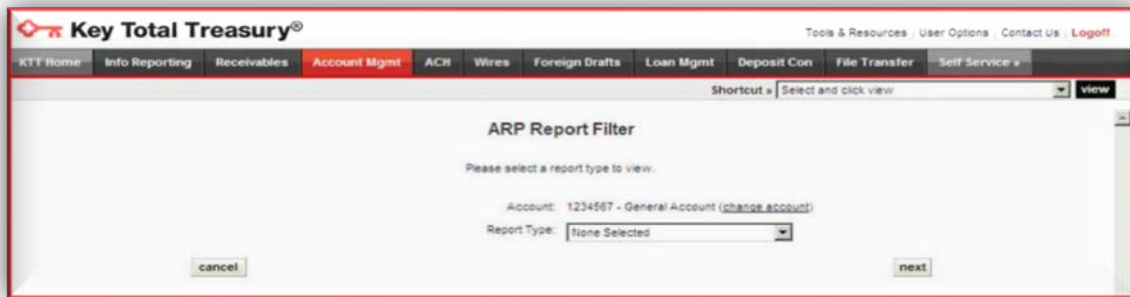 Key Total Treasury®
Tools & Resources | User Options | Contact Us | Logoff
KTT Home Info Reporting Receivables Account Mgmt ACH Wires Foreign Drafts Loan Mgmt Deposit Con File Transfer Self Service »
Shortcut » Select and click view view
ARP Report Filter
Please select a report type to view.
Account: 1234567 - General Account (change account)
Report Type: None Selected
cancel next